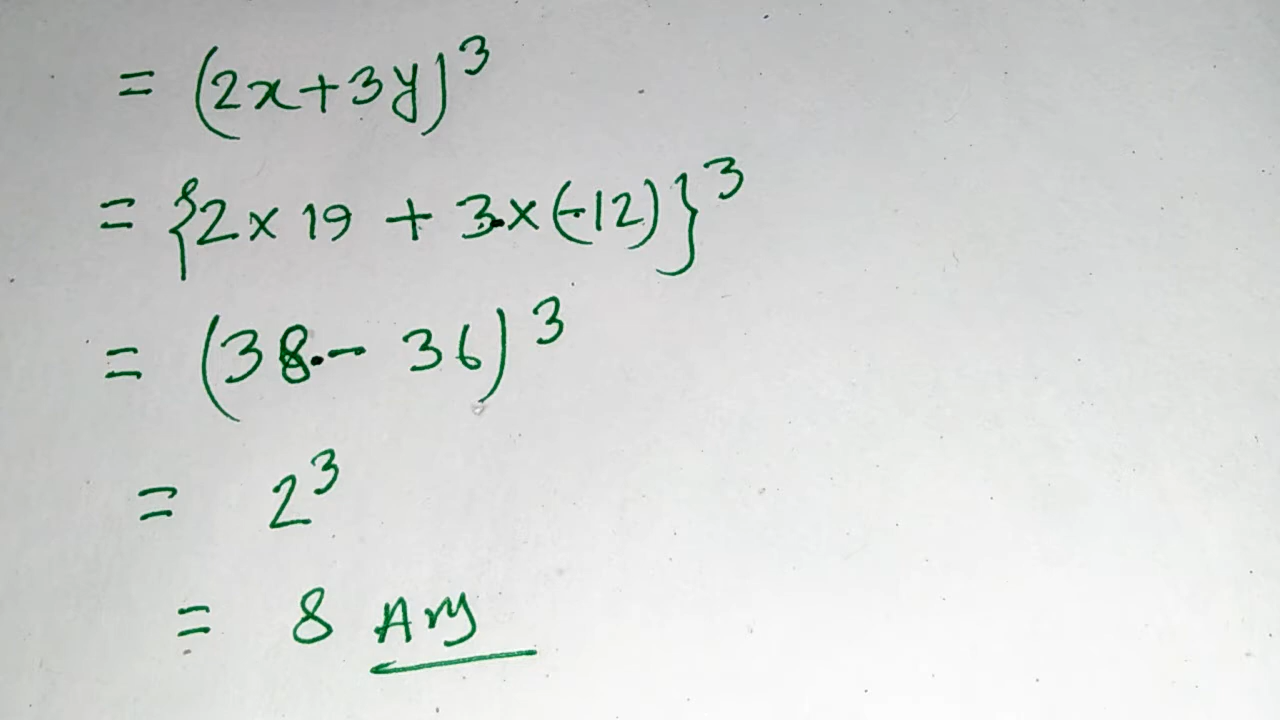 = (2x+3y)³
= {2 × 19 + 3 × (-12)}³
= (38 - 36)³
= 2³
= 8 Ans